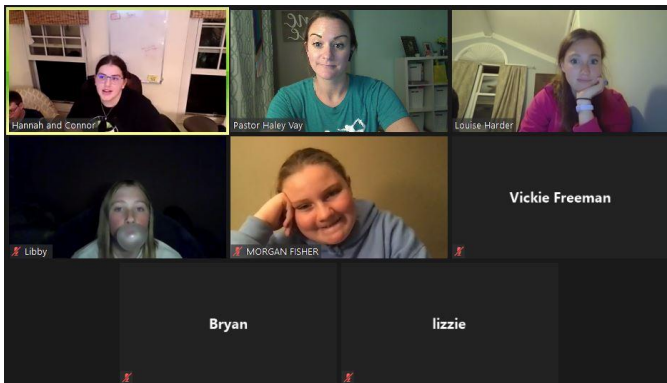 Hannah and Connor
Pastor Haley Vay
Louise Harder
Libby
MORGAN FISHER
Vickie Freeman
Bryan
lizzie